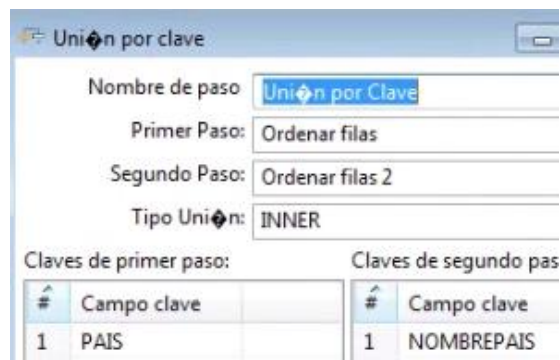 Uni�n por clave
Nombre de paso Uni�n por Clave
Primer Paso: Ordenar filas
Segundo Paso: Ordenar filas 2
Tipo Uni�n: INNER
Claves de primer paso: Claves de segundo pas
# Campo clave # Campo clave
1 PAIS 1 NOMBREPAIS